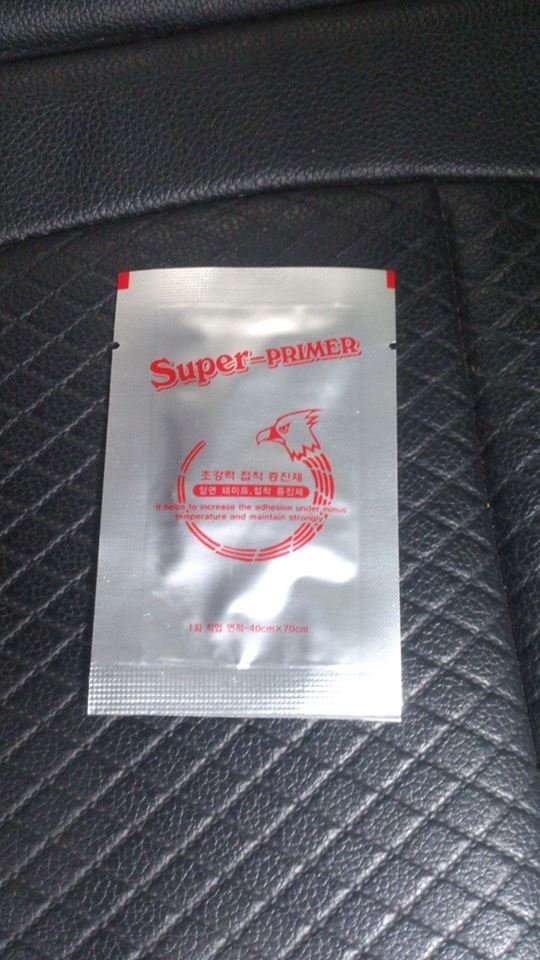 Super-PRIMER
초강력 접착 증진제
양면 테이프, 접착 증진제
It helps to increase the adhesion under minus
temperature and maintain strongly
1회 작업 면적-40cm×70cm